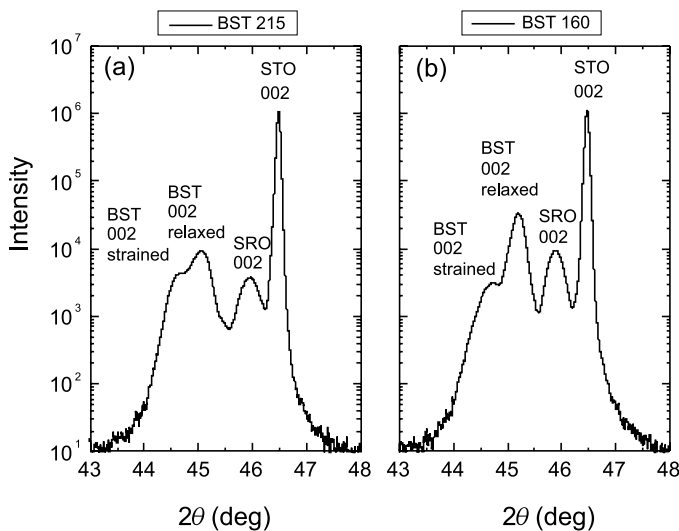 BST 215
BST 160
Intensity
10^7
10^6
10^5
10^4
10^3
10^2
10^1
(a)
STO
002
BST
002
relaxed
BST
002
strained
SRO
002
43 44 45 46 47 48
2θ (deg)
(b)
STO
002
BST
002
relaxed
BST
002
strained
SRO
002
43 44 45 46 47 48
2θ (deg)